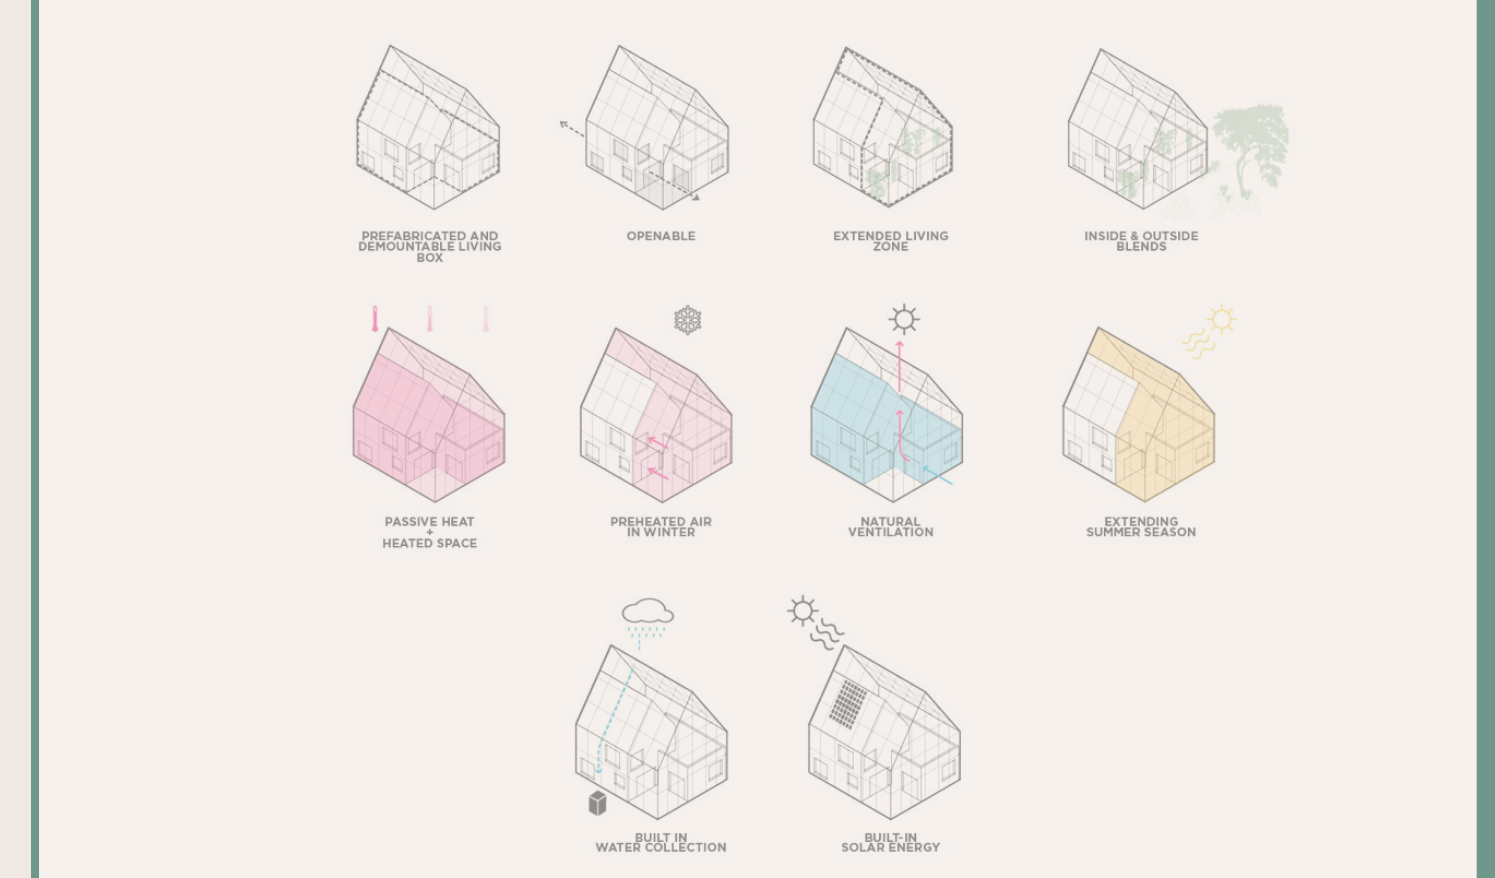 PREFABRICATED AND
DEMOUNTABLE LIVING
BOX
OPENABLE
EXTENDED LIVING
ZONE
INSIDE & OUTSIDE
BLENDS
PASSIVE HEAT
+
HEATED SPACE
PREHEATED AIR
IN WINTER
NATURAL
VENTILATION
EXTENDING
SUMMER SEASON
BUILT IN
WATER COLLECTION
BUILT-IN
SOLAR ENERGY